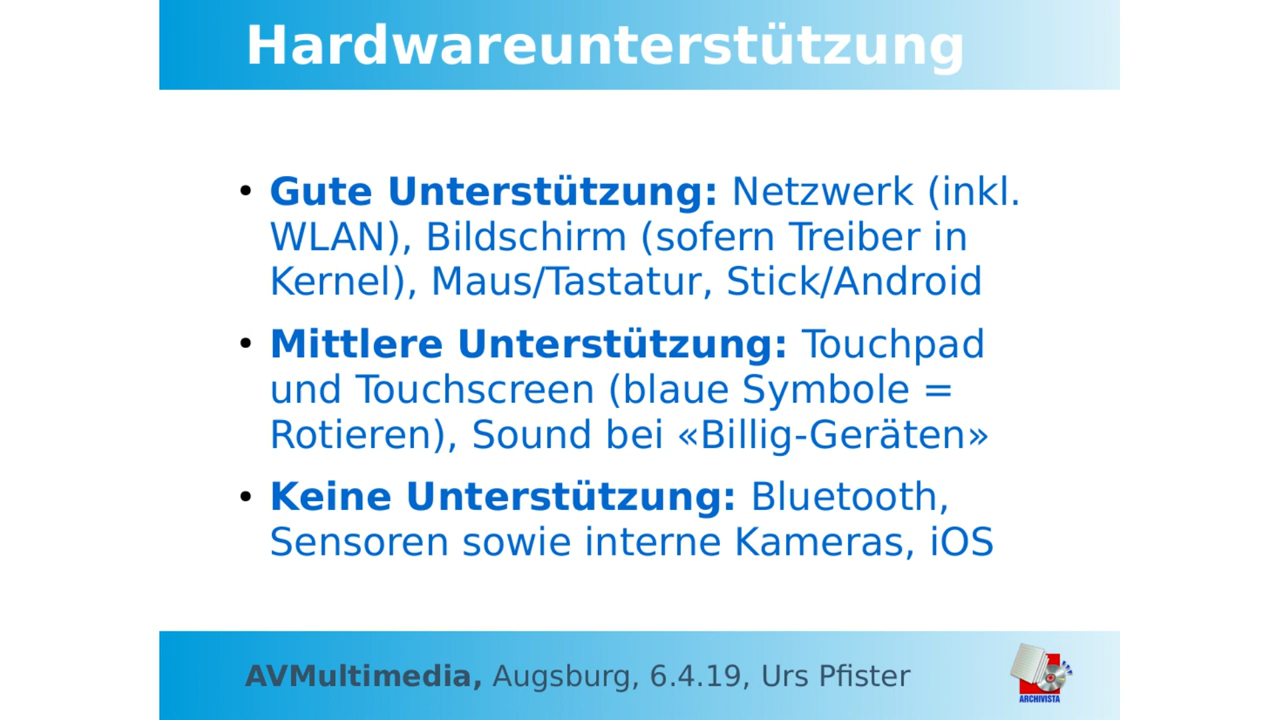 Hardwareunterstützung
• Gute Unterstützung: Netzwerk (inkl.
WLAN), Bildschirm (sofern Treiber in
Kernel), Maus/Tastatur, Stick/Android
• Mittlere Unterstützung: Touchpad
und Touchscreen (blaue Symbole =
Rotieren), Sound bei «Billig-Geräten»
• Keine Unterstützung: Bluetooth,
Sensoren sowie interne Kameras, iOS
AVMultimedia, Augsburg, 6.4.19, Urs Pfister
ARCHIVISTA